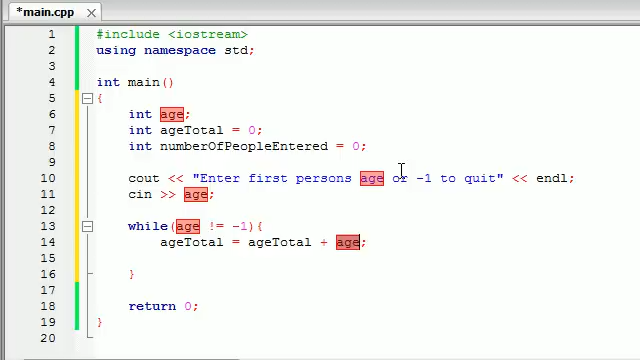 *main.cpp
1 #include <iostream>
2 using namespace std;
3
4 int main()
5 {
6 int age;
7 int ageTotal = 0;
8 int numberOfPeopleEntered = 0;
9
10 cout << "Enter first persons age or -1 to quit" << endl;
11 cin >> age;
12
13 while(age != -1){
14 ageTotal = ageTotal + age;
15
16 }
17
18 return 0;
19 }
20